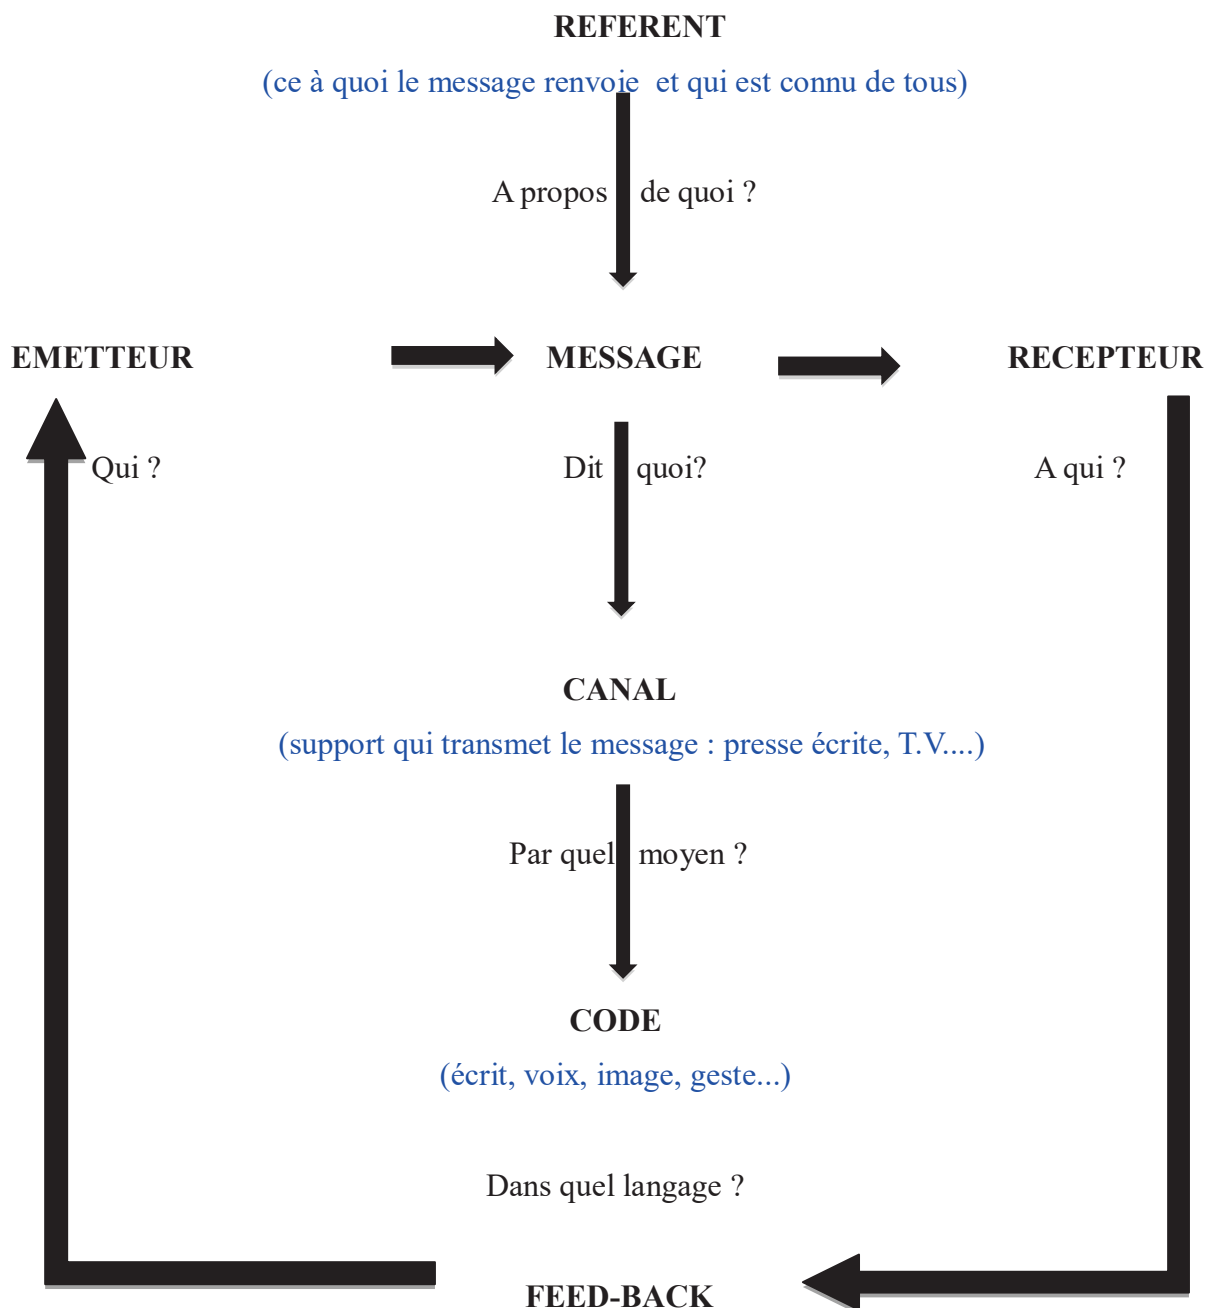 REFERENT
(ce à quoi le message renvoie et qui est connu de tous)
A propos de quoi ?
EMETTEUR MESSAGE RECEPTEUR
Qui ? Dit quoi? A qui ?
CANAL
(support qui transmet le message : presse écrite, T.V....)
Par quel moyen ?
CODE
(écrit, voix, image, geste...)
Dans quel langage ?
FEED-BACK